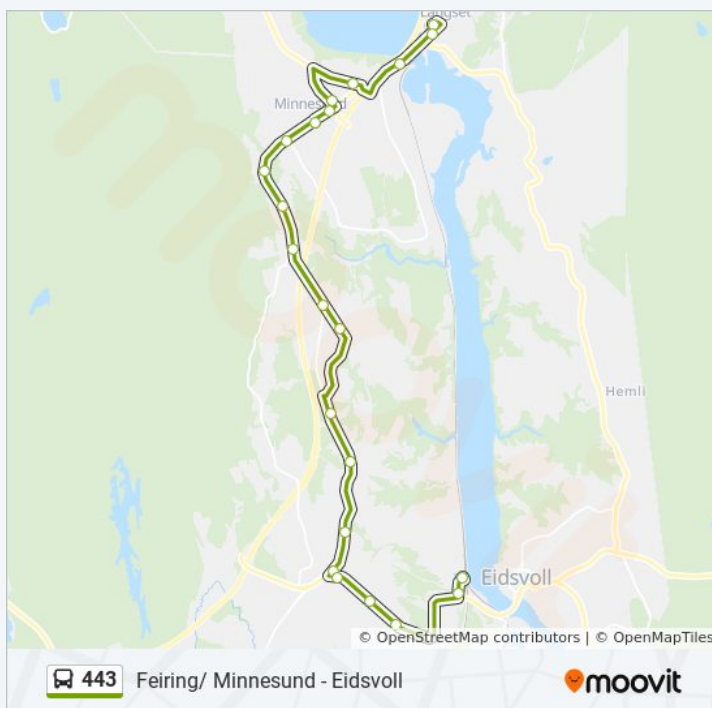 Langset
Minnesund
Hemli
Eidsvoll
© OpenStreetMap contributors | © OpenMapTiles
443 Feiring/ Minnesund - Eidsvoll
moovit